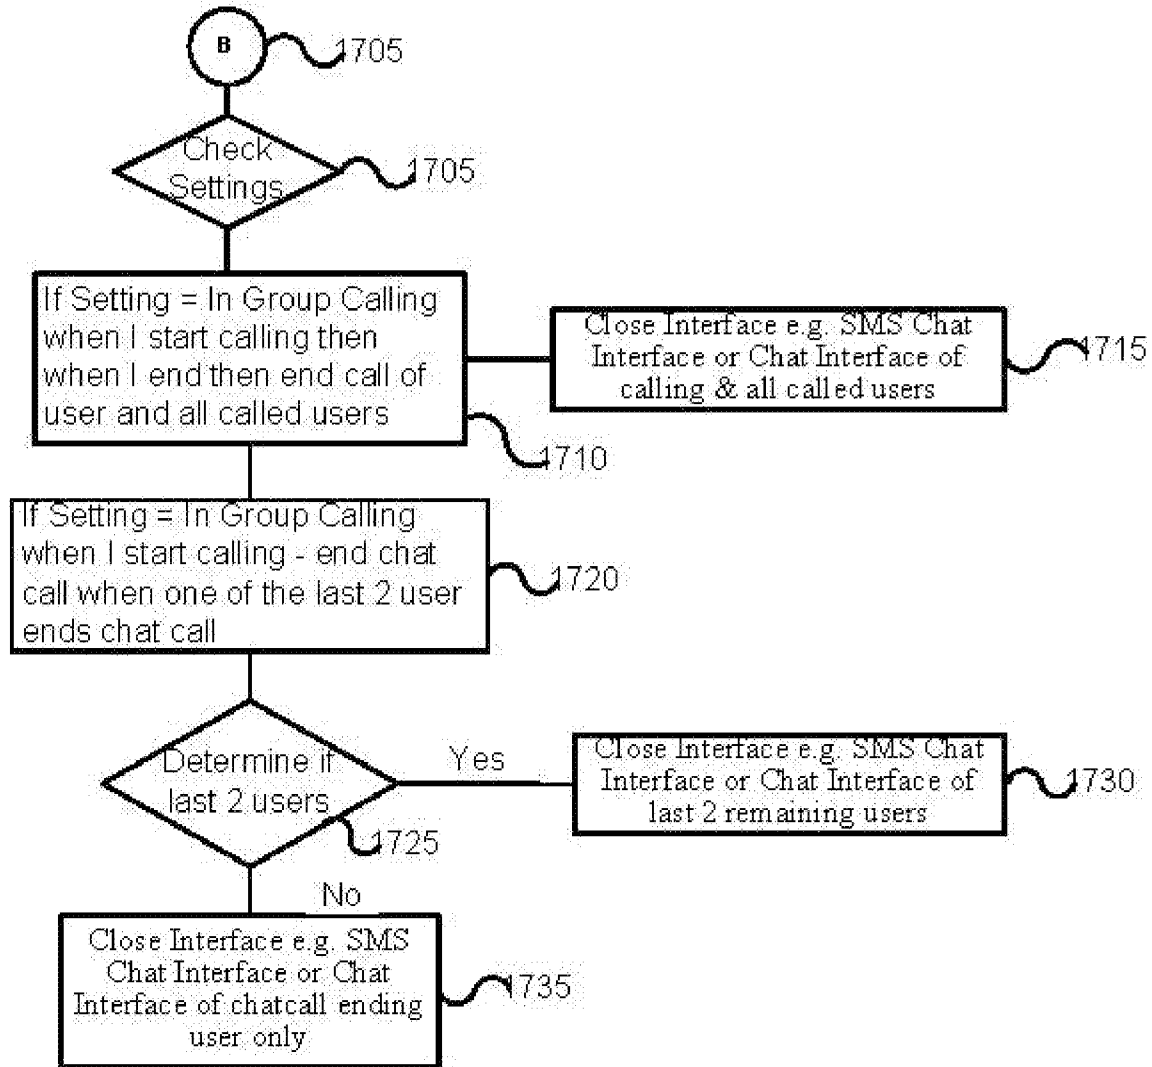 B
1705
Check
Settings
1705
If Setting = In Group Calling
when I start calling then
when I end then end call of
user and all called users
1710
Close Interface e.g. SMS Chat
Interface or Chat Interface of
calling & all called users
1715
If Setting = In Group Calling
when I start calling - end chat
call when one of the last 2 user
ends chat call
1720
Determine if
last 2 users
1725
Yes
Close Interface e.g. SMS Chat
Interface or Chat Interface of
last 2 remaining users
1730
No
Close Interface e.g. SMS
Chat Interface or Chat
Interface of chatcall ending
user only
1735